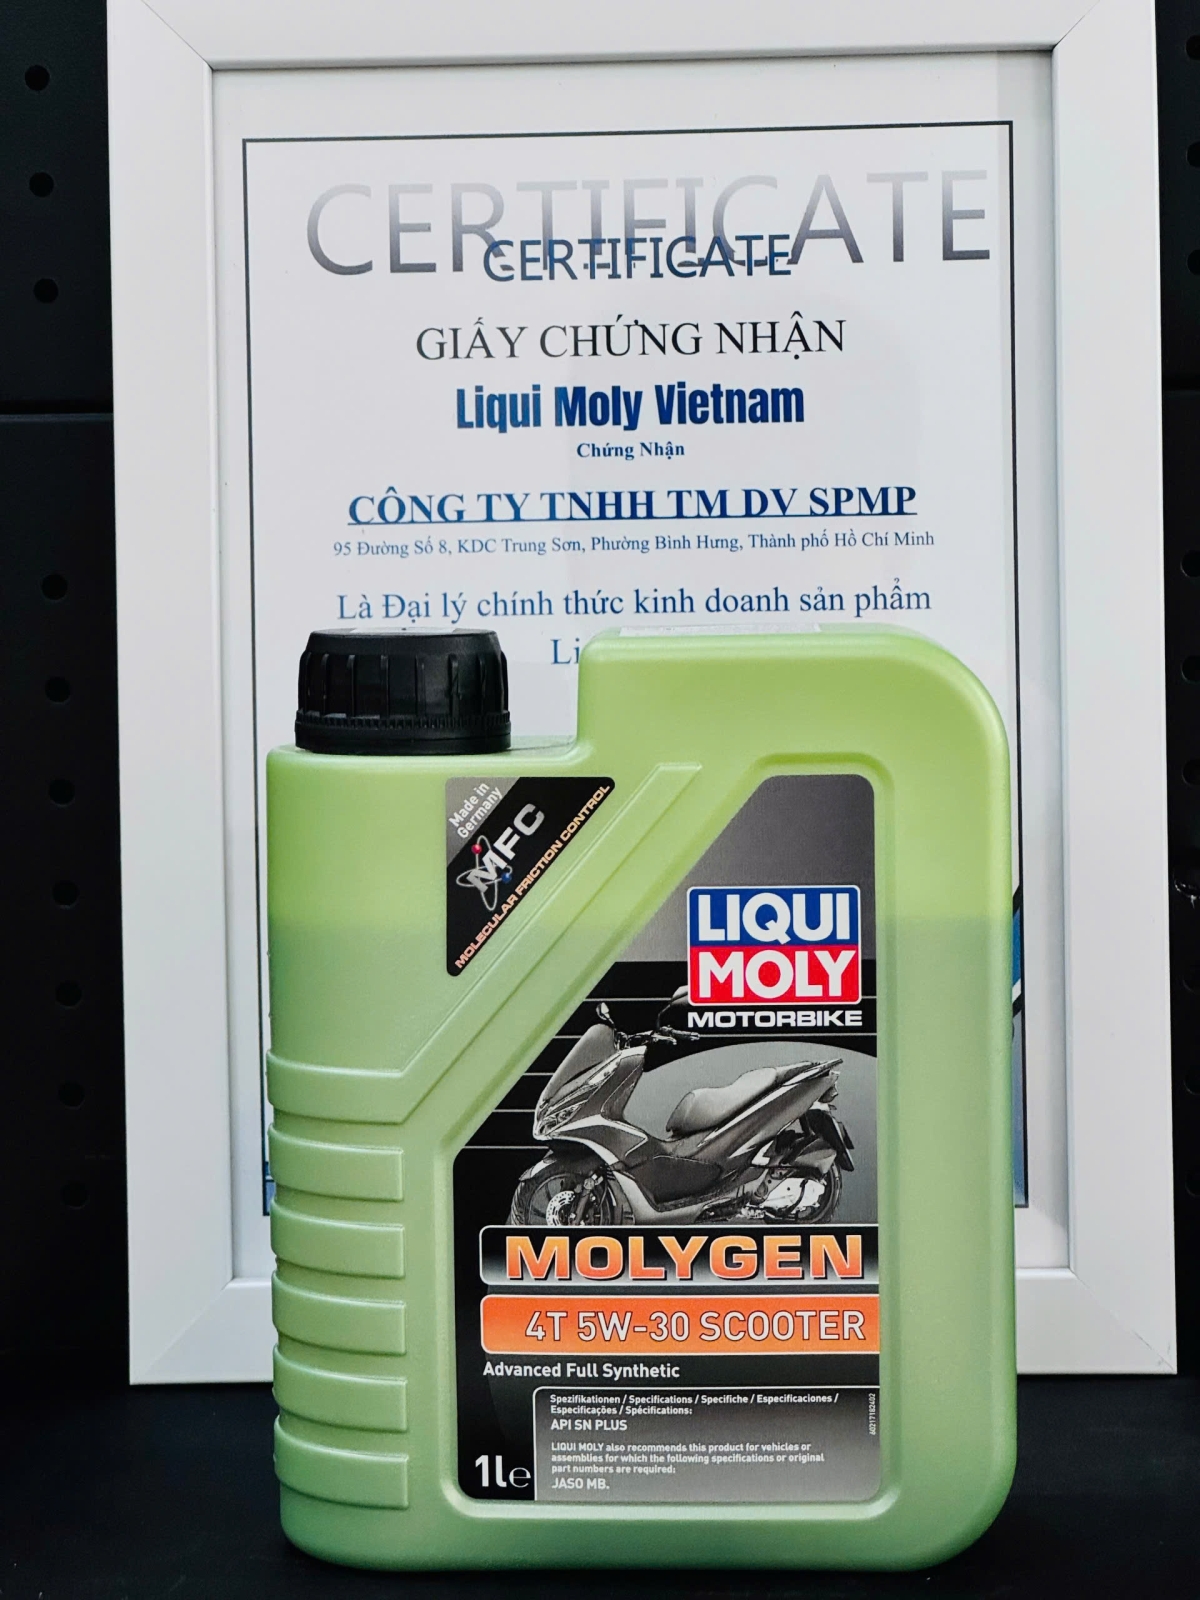 CERTIFICATE
CERTIFICATE
GIẤY CHỨNG NHẬN
Liqui Moly Vietnam
Chứng Nhận
CÔNG TY TNHH TM DV SPMP
95 Đường Số 8, KDC Trung Sơn, Phường Bình Hưng, Thành phố Hồ Chí Minh
Là Đại lý chính thức kinh doanh sản phẩm
Li
Made in
Germany
MFC
MOLECULAR FRICTION CONTROL
LIQUI
MOLY
MOTORBIKE
MOLYGEN
4T 5W-30 SCOOTER
Advanced Full Synthetic
Spezifikationen / Specifications / Specifiche / Especificaciones /
Especificações / Spécifications:
API SN PLUS
LIQUI MOLY also recommends this product for vehicles or
assemblies for which the following specifications or original
part numbers are required:
JASO MB.
1l e